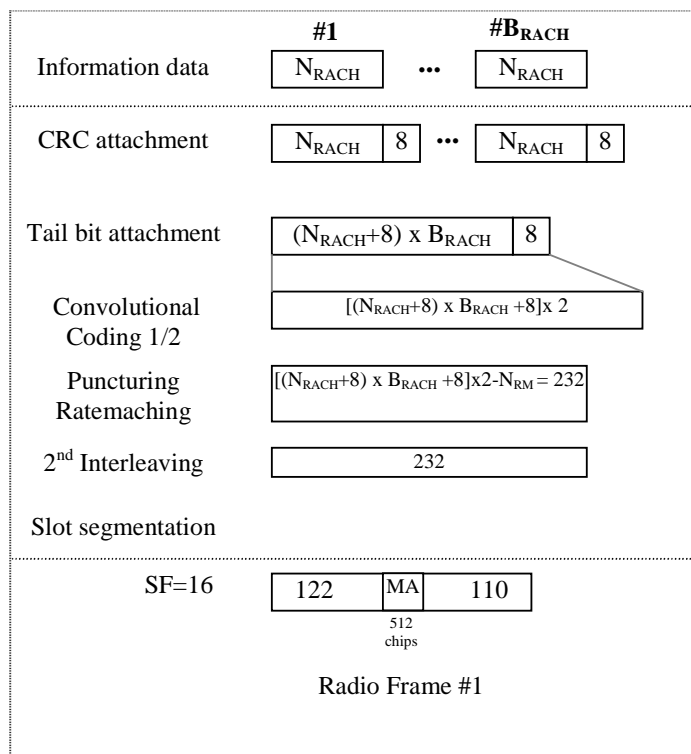 #1 #B_RACH
Information data N_RACH ... N_RACH
CRC attachment N_RACH 8 ... N_RACH 8
Tail bit attachment (N_RACH+8) x B_RACH 8
Convolutional [(N_RACH+8) x B_RACH +8]x 2
Coding 1/2
Puncturing [(N_RACH+8) x B_RACH +8]x2-N_RM = 232
Ratemaching
2nd Interleaving 232
Slot segmentation
SF=16 122 MA 110
512
chips
Radio Frame #1